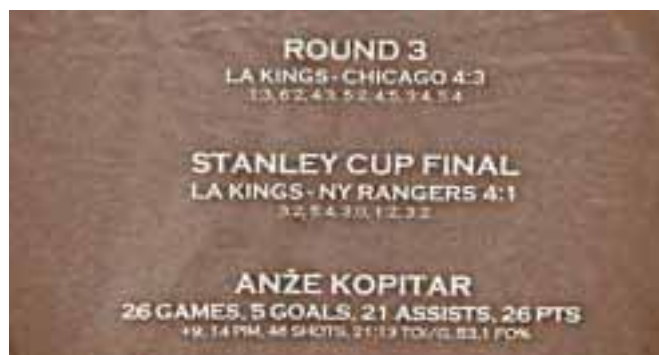 ROUND 3
LA KINGS - CHICAGO 4:3
1:3, 6:2, 4:3, 5:2, 4:5, 3:4, 5:4
STANLEY CUP FINAL
LA KINGS - NY RANGERS 4:1
3:2, 5:4, 3:0, 1:2, 3:2
ANŽE KOPITAR
26 GAMES, 5 GOALS, 21 ASSISTS, 26 PTS
+9, 14 PIM, 46 SHOTS, 21:13 TOI/G, 53,1 FO%